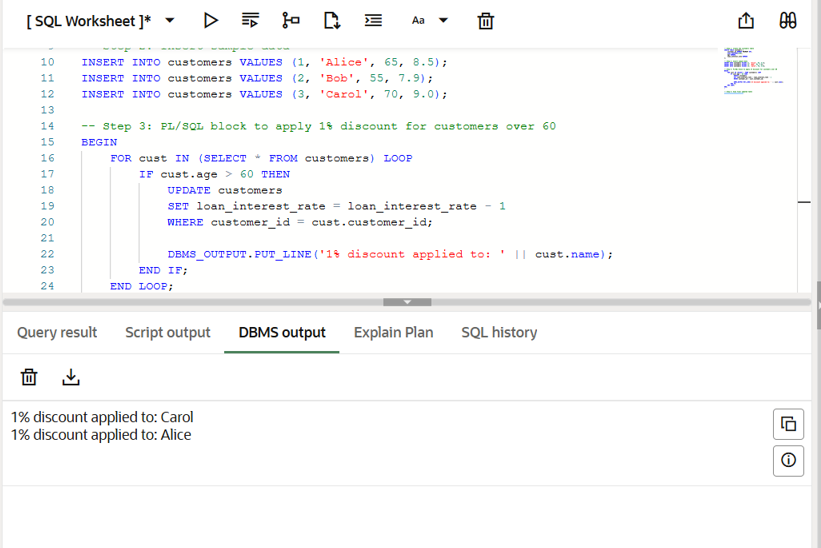 [ SQL Worksheet ]*
Aa
10 INSERT INTO customers VALUES (1, 'Alice', 65, 8.5);
11 INSERT INTO customers VALUES (2, 'Bob', 55, 7.9);
12 INSERT INTO customers VALUES (3, 'Carol', 70, 9.0);
13
14 -- Step 3: PL/SQL block to apply 1% discount for customers over 60
15 BEGIN
16 FOR cust IN (SELECT * FROM customers) LOOP
17 IF cust.age > 60 THEN
18 UPDATE customers
19 SET loan_interest_rate = loan_interest_rate - 1
20 WHERE customer_id = cust.customer_id;
21
22 DBMS_OUTPUT.PUT_LINE('1% discount applied to: ' || cust.name);
23 END IF;
24 END LOOP;
Query result Script output DBMS output Explain Plan SQL history
1% discount applied to: Carol
1% discount applied to: Alice